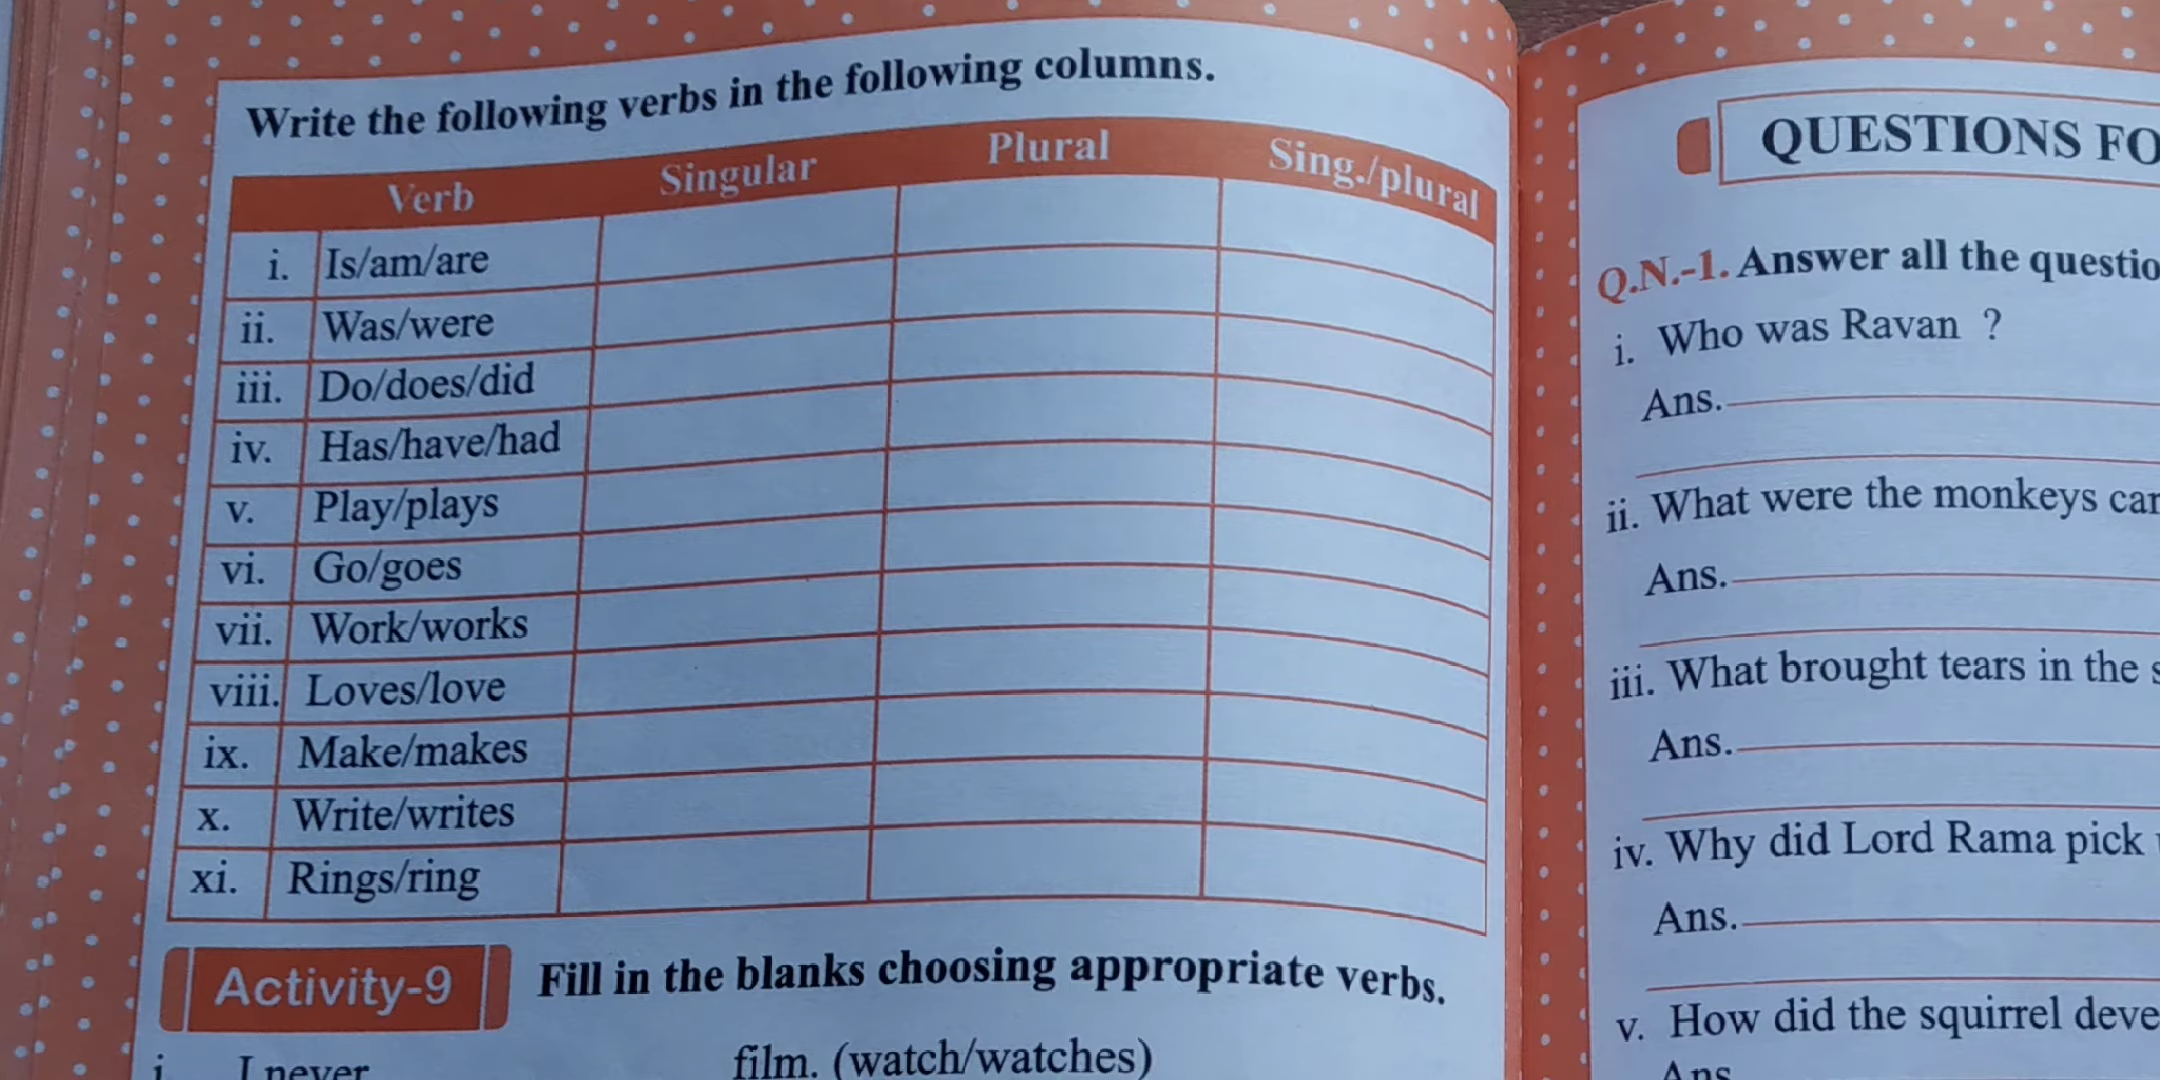 Write the following verbs in the following columns.
Verb Singular Plural Sing./plural
i. Is/am/are
ii. Was/were
iii. Do/does/did
iv. Has/have/had
v. Play/plays
vi. Go/goes
vii. Work/works
viii. Loves/love
ix. Make/makes
x. Write/writes
xi. Rings/ring
Activity-9 Fill in the blanks choosing appropriate verbs.
i. I never film. (watch/watches)
QUESTIONS
Q.N.-1. Answer all the
i. Who was Ravan ?
Ans.
ii. What were the monkeys
Ans.
iii. What brought tears in the
Ans.
iv. Why did Lord Rama pick
Ans.
v. How did the squirrel
Ans